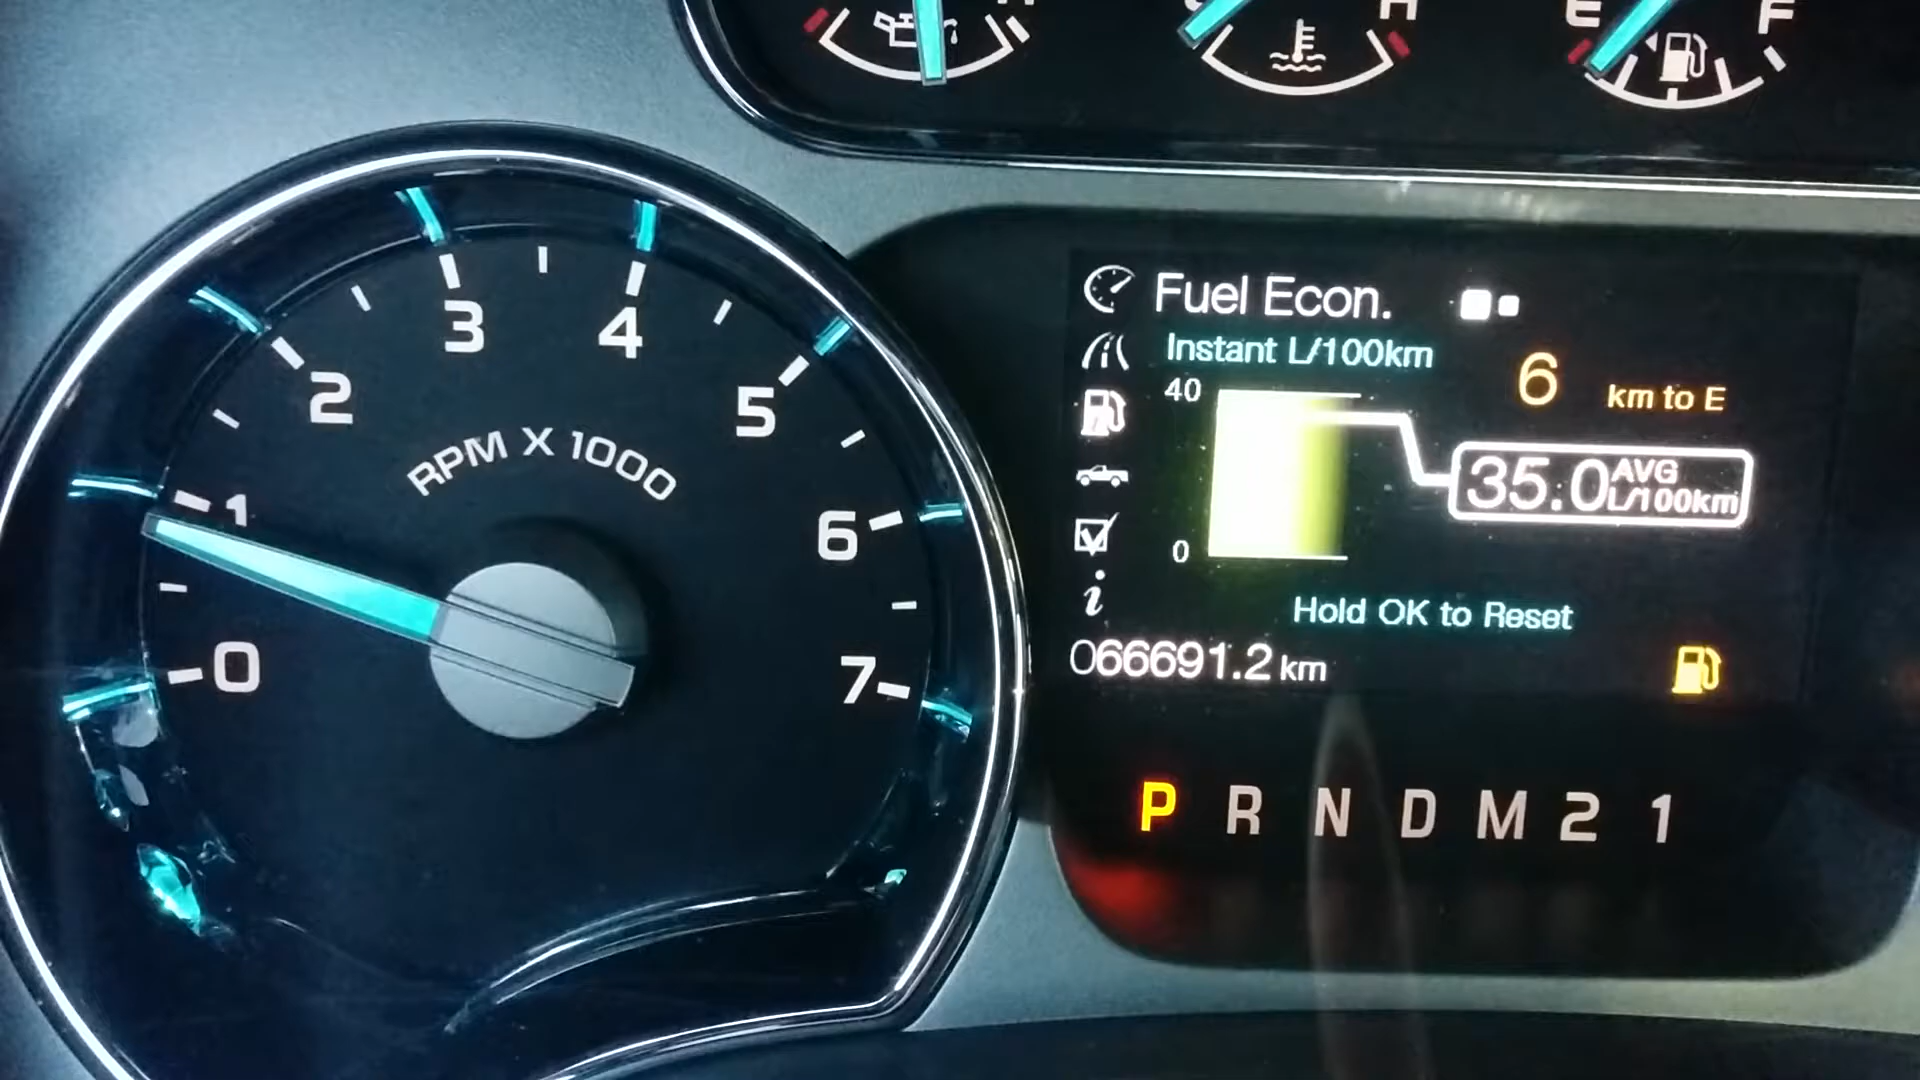 H
E F
3 4
2 5
RPM X 1000
1 6
0 7
Fuel Econ.
Instant L/100km
6 km to E
40
35.0 AVG L/100km
0
i
Hold OK to Reset
066691.2 km
P R N D M 2 1